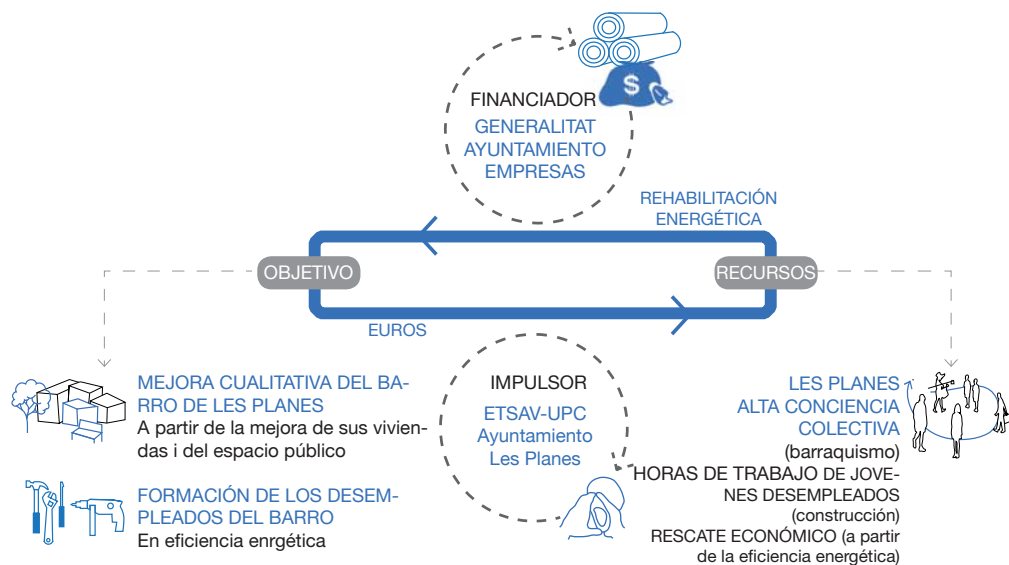 FINANCIADOR
$
GENERALITAT
AYUNTAMIENTO
EMPRESAS
REHABILITACIÓN
ENERGÉTICA
OBJETIVO
RECURSOS
EUROS
MEJORA CUALITATIVA DEL BA-
RRO DE LES PLANES
A partir de la mejora de sus vivien-
das i del espacio público
FORMACIÓN DE LOS DESEM-
PLEADOS DEL BARRO
En eficiencia enrgética
IMPULSOR
ETSAV-UPC
Ayuntamiento
Les Planes
LES PLANES
ALTA CONCIENCIA
COLECTIVA
(barraquismo)
HORAS DE TRABAJO DE JOVE-
NES DESEMPLEADOS
(construcción)
RESCATE ECONÓMICO (a partir
de la eficiencia energética)